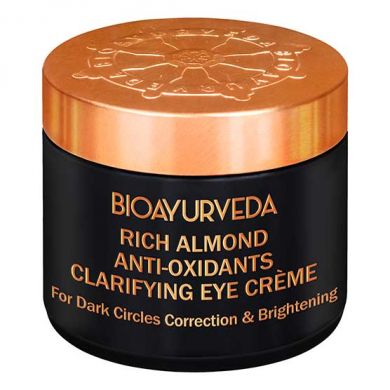 BIOAYURVEDA
RICH ALMOND
ANTI-OXIDANTS
CLARIFYING EYE CRÈME
For Dark Circles Correction & Brightening